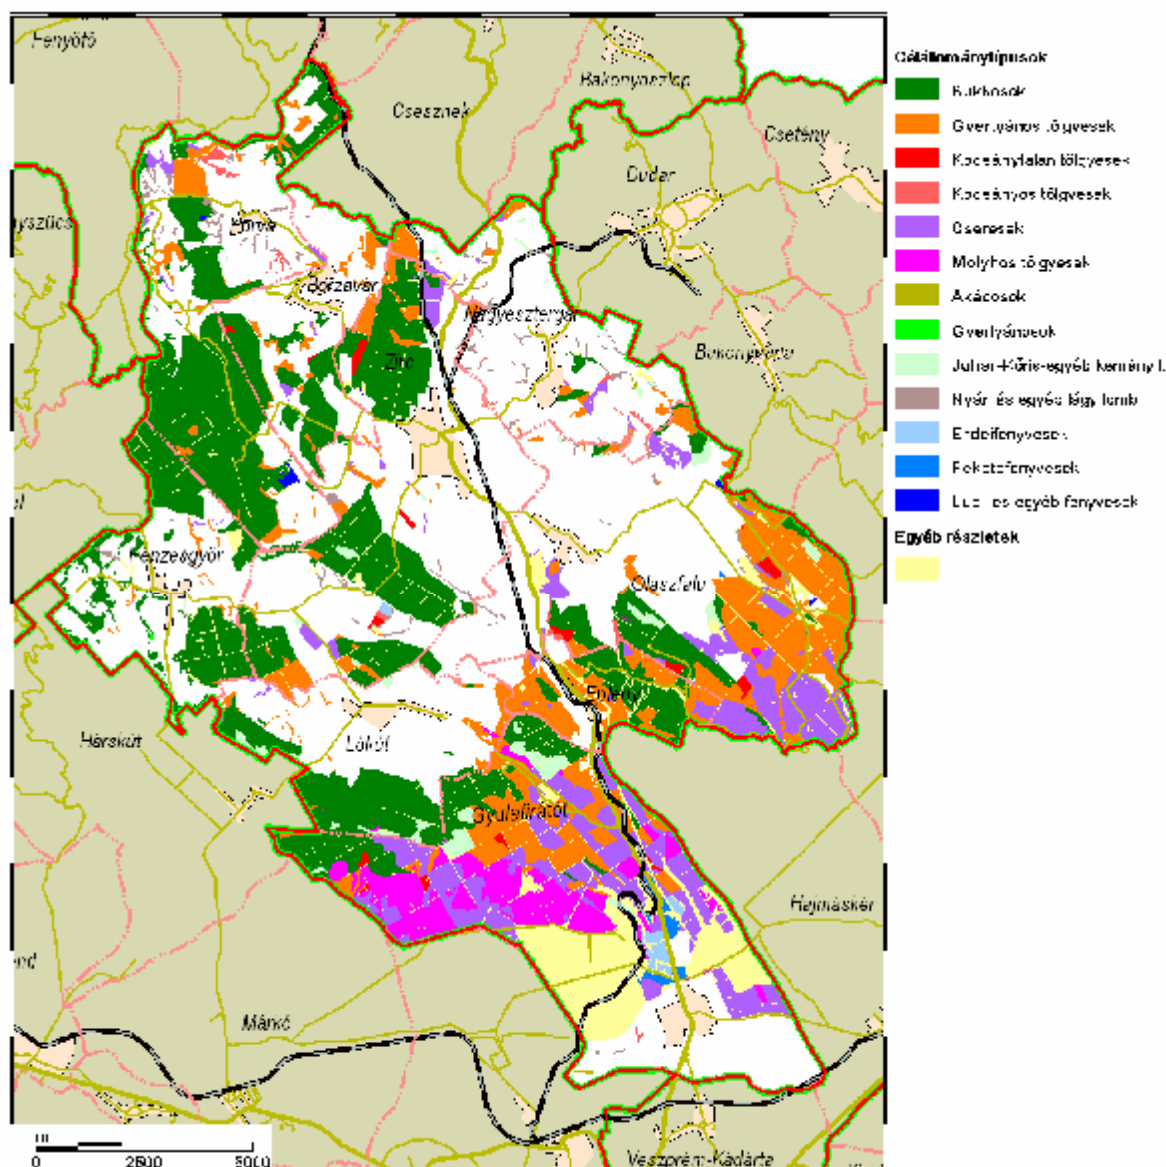 Fenyőfő
Bakonyoszlop
Csesznek
Csetény
Dudar
Borzavár
Nagyesztergár
Zirc
Olaszfalu
Eplény
Hárskút
Lókút
Gyulafirátót
Hajmáskér
Márkó
Veszprém-Kádárta
m
0 2500 5000
Célállománytípusok
Bükkösök
Gyertyános tölgyesek
Kocsánytalan tölgyesek
Kocsányos tölgyesek
Cseresek
Molyhos tölgyesek
Akácosok
Gyertyánosok
Juhar-Kőris-egyéb kemény l.
Nyár és egyéb lágy lomb
Erdeifenyvesek
Feketefenyvesek
Luc- és egyéb fenyvesek
Egyéb részletek